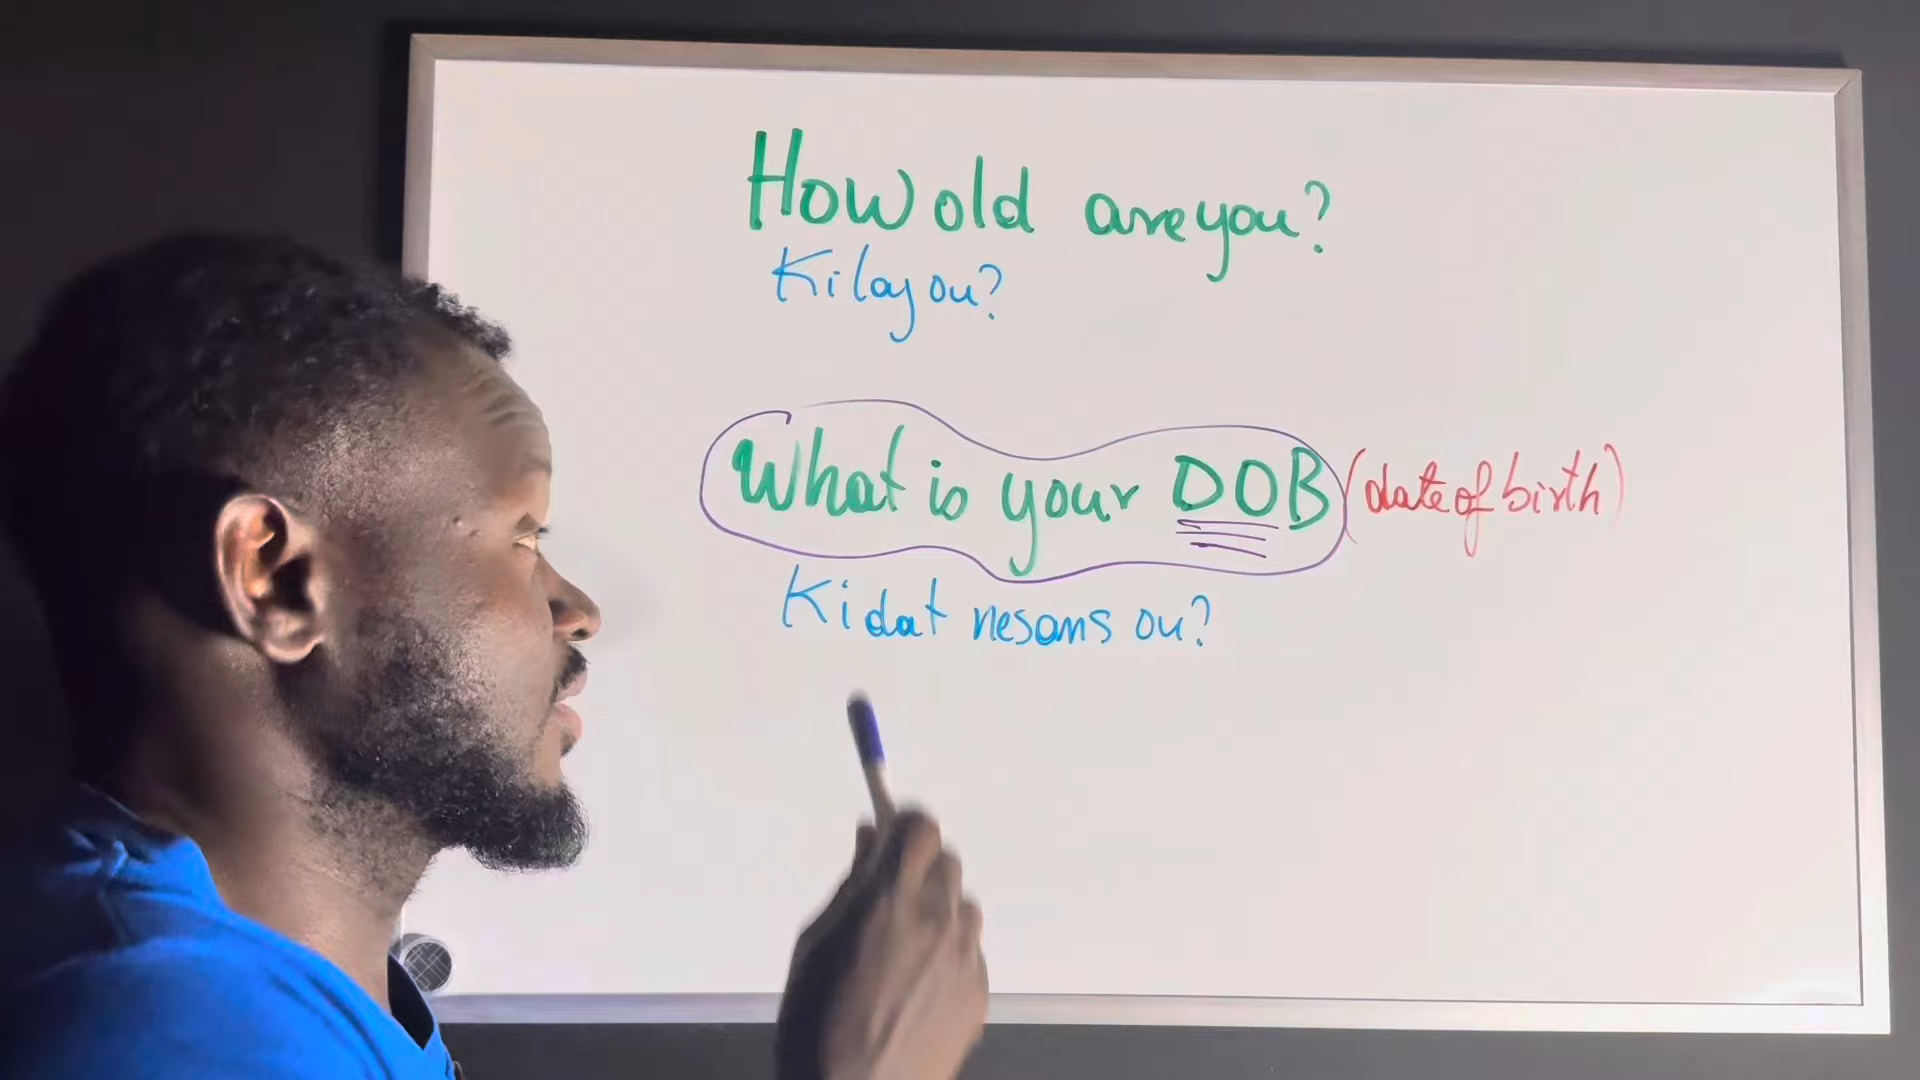 How old are you?
Ki laj ou?
What is your DOB (date of birth)
Ki dat nesans ou?